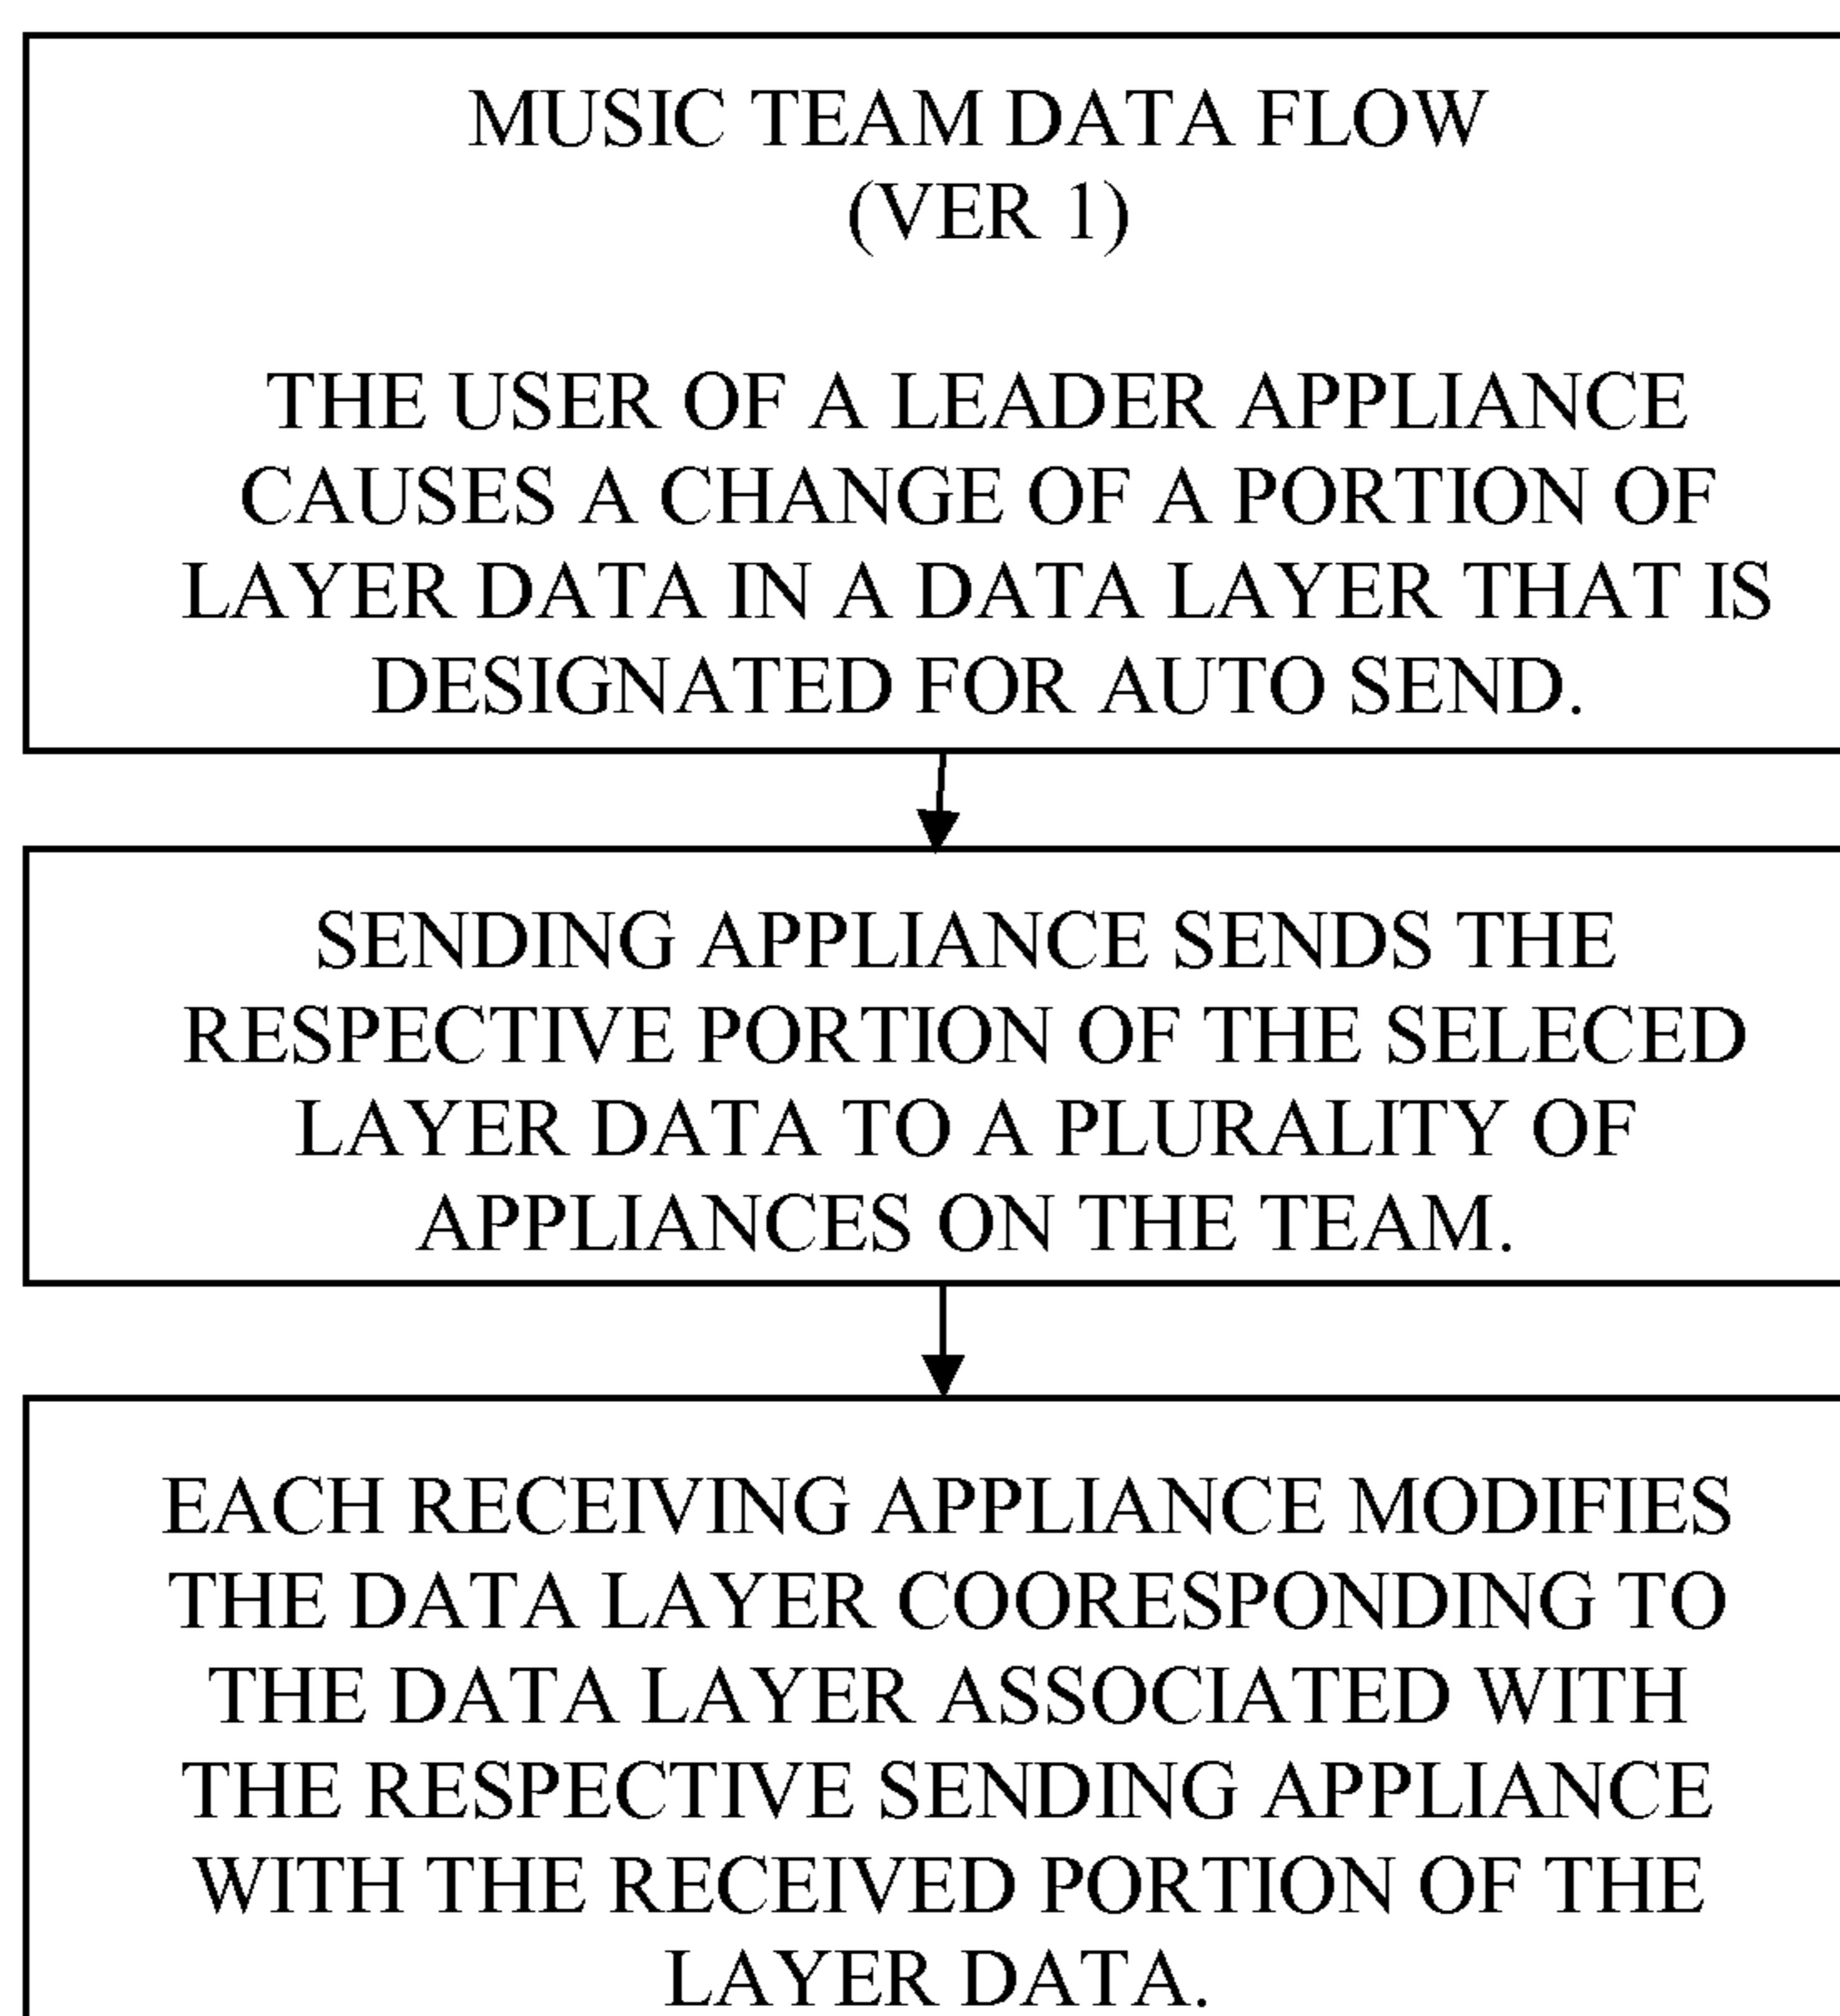 MUSIC TEAM DATA FLOW
(VER 1)
THE USER OF A LEADER APPLIANCE
CAUSES A CHANGE OF A PORTION OF
LAYER DATA IN A DATA LAYER THAT IS
DESIGNATED FOR AUTO SEND.
SENDING APPLIANCE SENDS THE
RESPECTIVE PORTION OF THE SELECED
LAYER DATA TO A PLURALITY OF
APPLIANCES ON THE TEAM.
EACH RECEIVING APPLIANCE MODIFIES
THE DATA LAYER COORESPONDING TO
THE DATA LAYER ASSOCIATED WITH
THE RESPECTIVE SENDING APPLIANCE
WITH THE RECEIVED PORTION OF THE
LAYER DATA.